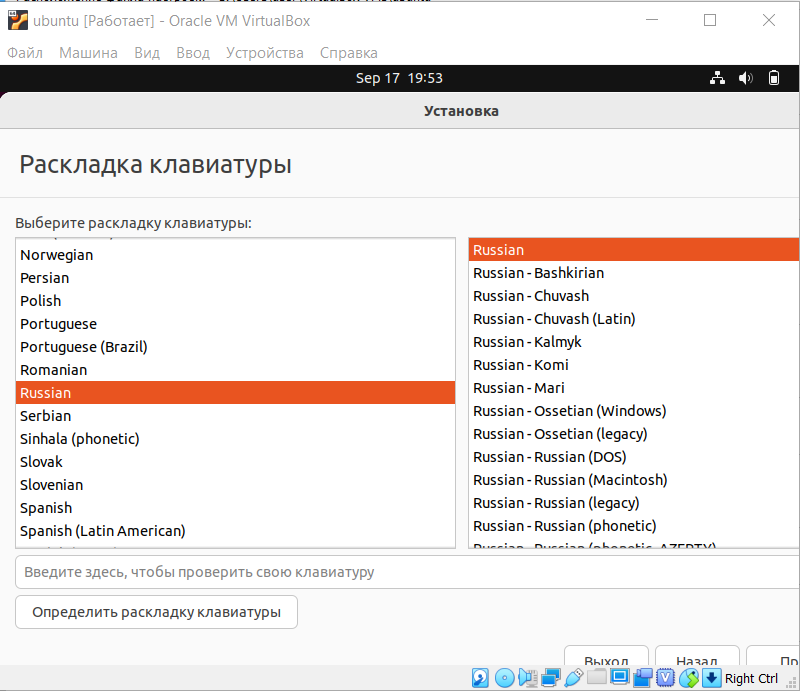 ubuntu [Работает] - Oracle VM VirtualBox
Файл Машина Вид Ввод Устройства Справка
Sep 17 19:53
Установка
Раскладка клавиатуры
Выберите раскладку клавиатуры:
Norwegian
Persian
Polish
Portuguese
Portuguese (Brazil)
Romanian
Russian
Serbian
Sinhala (phonetic)
Slovak
Slovenian
Spanish
Spanish (Latin American)
Russian
Russian - Bashkirian
Russian - Chuvash
Russian - Chuvash (Latin)
Russian - Kalmyk
Russian - Komi
Russian - Mari
Russian - Ossetian (Windows)
Russian - Ossetian (legacy)
Russian - Russian (DOS)
Russian - Russian (Macintosh)
Russian - Russian (legacy)
Russian - Russian (phonetic)
Russian - Russian (phonetic, AZERTY)
Введите здесь, чтобы проверить свою клавиатуру
Определить раскладку клавиатуры
Выход Назад Пр
Right Ctrl